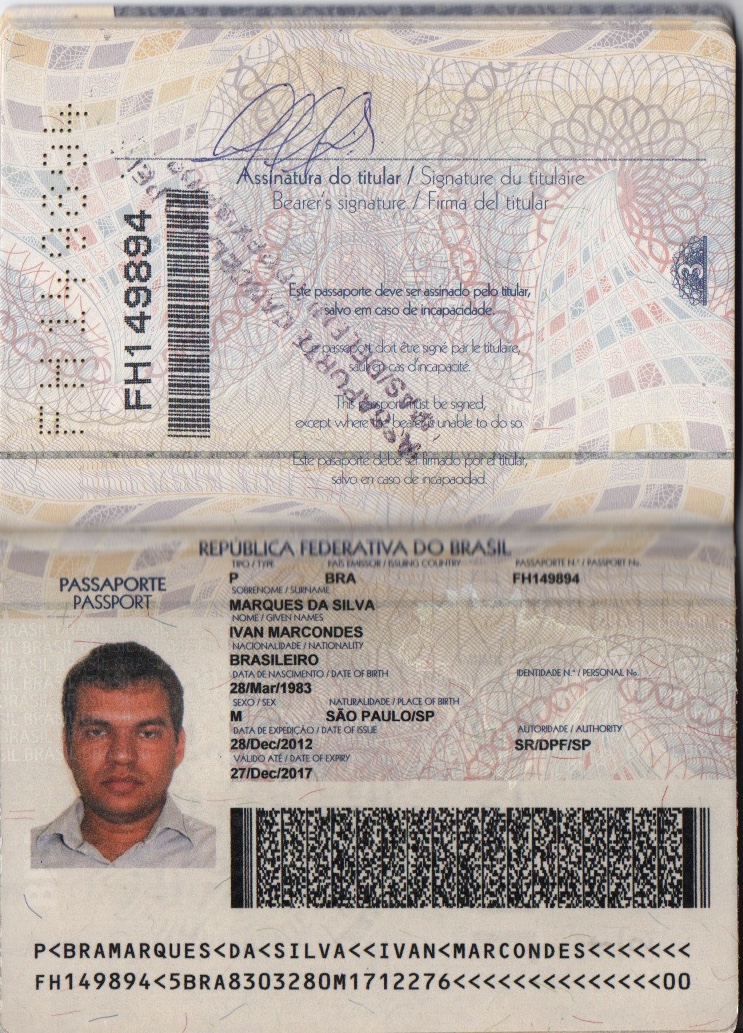 FH149894
FH149894
Assinatura do titular / Signature du titulaire
Bearer's signature / Firma del titular
3
Este passaporte deve ser assinado pelo titular,
salvo em caso de incapacidade.
Ce passeport doit être signé par le titulaire,
sauf en cas d'incapacité.
This passport must be signed,
except where the bearer is unable to do so.
Este pasaporte debe ser firmado por el titular,
salvo en caso de incapacidad.
REPÚBLICA FEDERATIVA DO BRASIL
PASSAPORTE
PASSPORT
TIPO / TYPE PAÍS EMISSOR / ISSUING COUNTRY PASSAPORTE N.º / PASSPORT No.
P BRA FH149894
SOBRENOME / SURNAME
MARQUES DA SILVA
NOME / GIVEN NAMES
IVAN MARCONDES
NACIONALIDADE / NATIONALITY
BRASILEIRO
DATA DE NASCIMENTO / DATE OF BIRTH IDENTIDADE N.º / PERSONAL No.
28/Mar/1983
SEXO / SEX NATURALIDADE / PLACE OF BIRTH
M SÃO PAULO/SP
DATA DE EXPEDIÇÃO / DATE OF ISSUE AUTORIDADE / AUTHORITY
28/Dec/2012 SR/DPF/SP
VÁLIDO ATÉ / DATE OF EXPIRY
27/Dec/2017
P<BRAMARQUES<DA<SILVA<<IVAN<MARCONDES<<<<<<<
FH149894<5BRA8303280M1712276<<<<<<<<<<<<<<00